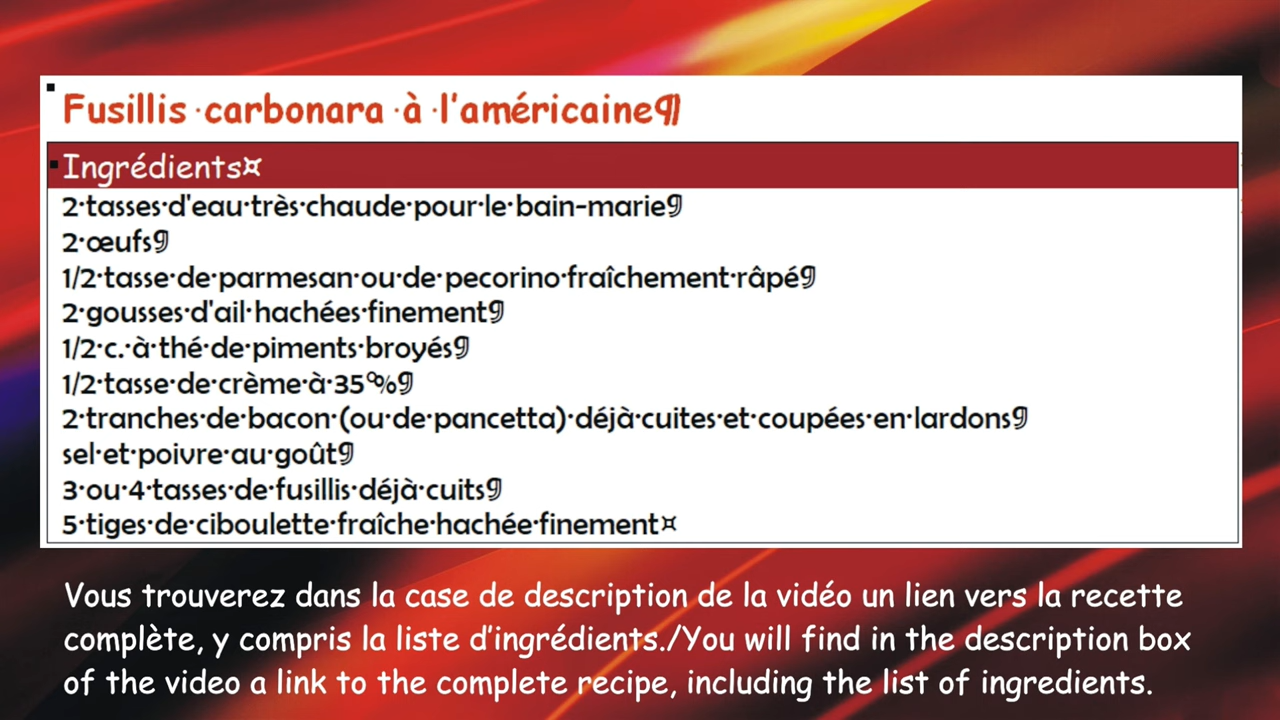 Fusillis·carbonara·à·l'américaine¶
Ingrédients¤
2·tasses·d'eau·très·chaude·pour·le·bain-marie¶
2·œufs¶
1/2·tasse·de·parmesan·ou·de·pecorino·fraîchement·râpé¶
2·gousses·d'ail·hachées·finement¶
1/2·c.·à·thé·de·piments·broyés¶
1/2·tasse·de·crème·à·35°%¶
2·tranches·de·bacon·(ou·de·pancetta)·déjà·cuites·et·coupées·en·lardons¶
sel·et·poivre·au·goût¶
3·ou·4·tasses·de·fusillis·déjà·cuits¶
5·tiges·de·ciboulette·fraîche·hachée·finement¤
Vous trouverez dans la case de description de la vidéo un lien vers la recette
complète, y compris la liste d’ingrédients./You will find in the description box
of the video a link to the complete recipe, including the list of ingredients.